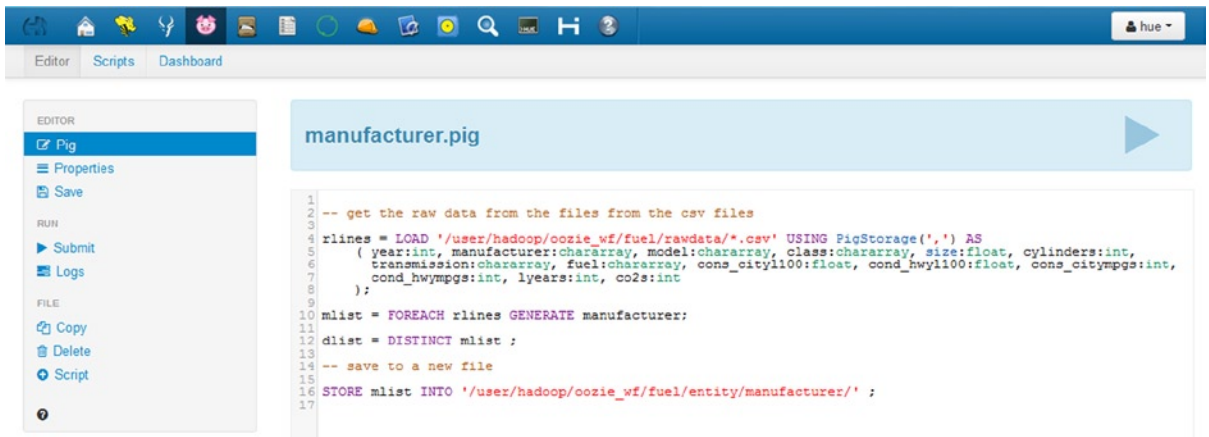 hue
Editor Scripts Dashboard
EDITOR
Pig
Properties
Save
RUN
Submit
Logs
FILE
Copy
Delete
Script
manufacturer.pig
1
2 -- get the raw data from the files from the csv files
3
4 rlines = LOAD '/user/hadoop/oozie_wf/fuel/rawdata/*.csv' USING PigStorage(',') AS
5 ( year:int, manufacturer:chararray, model:chararray, class:chararray, size:float, cylinders:int,
6 transmission:chararray, fuel:chararray, cons_cityl100:float, cond_hwyl100:float, cons_citympgs:int,
7 cond_hwympgs:int, lyears:int, co2s:int
8 );
9
10 mlist = FOREACH rlines GENERATE manufacturer;
11
12 dlist = DISTINCT mlist ;
13
14 -- save to a new file
15
16 STORE mlist INTO '/user/hadoop/oozie_wf/fuel/entity/manufacturer/' ;
17